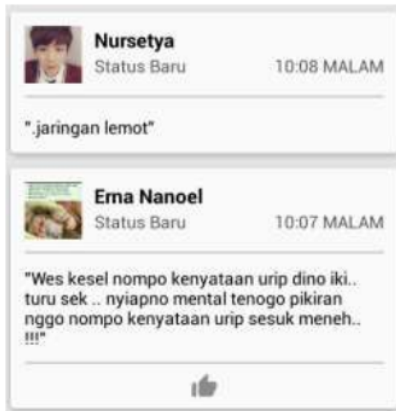 Nursetya
Status Baru 10:08 MALAM
".jaringan lemot"
Erna Nanoel
Status Baru 10:07 MALAM
"Wes kesel nompo kenyataan urip dino iki..
turu sek .. nyiapno mental tenogo pikiran
nggo nompo kenyataan urip sesuk meneh..
!!!"